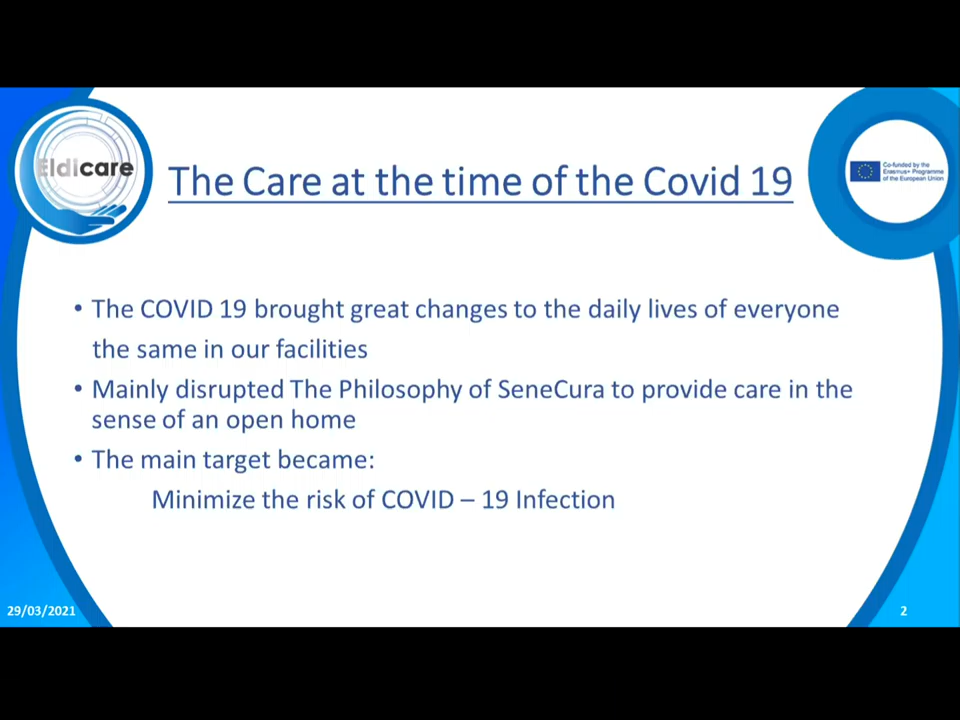 Eldicare
The Care at the time of the Covid 19
Co-funded by the
Erasmus+ Programme
of the European Union
• The COVID 19 brought great changes to the daily lives of everyone
the same in our facilities
• Mainly disrupted The Philosophy of SeneCura to provide care in the
sense of an open home
• The main target became:
Minimize the risk of COVID – 19 Infection
29/03/2021
2